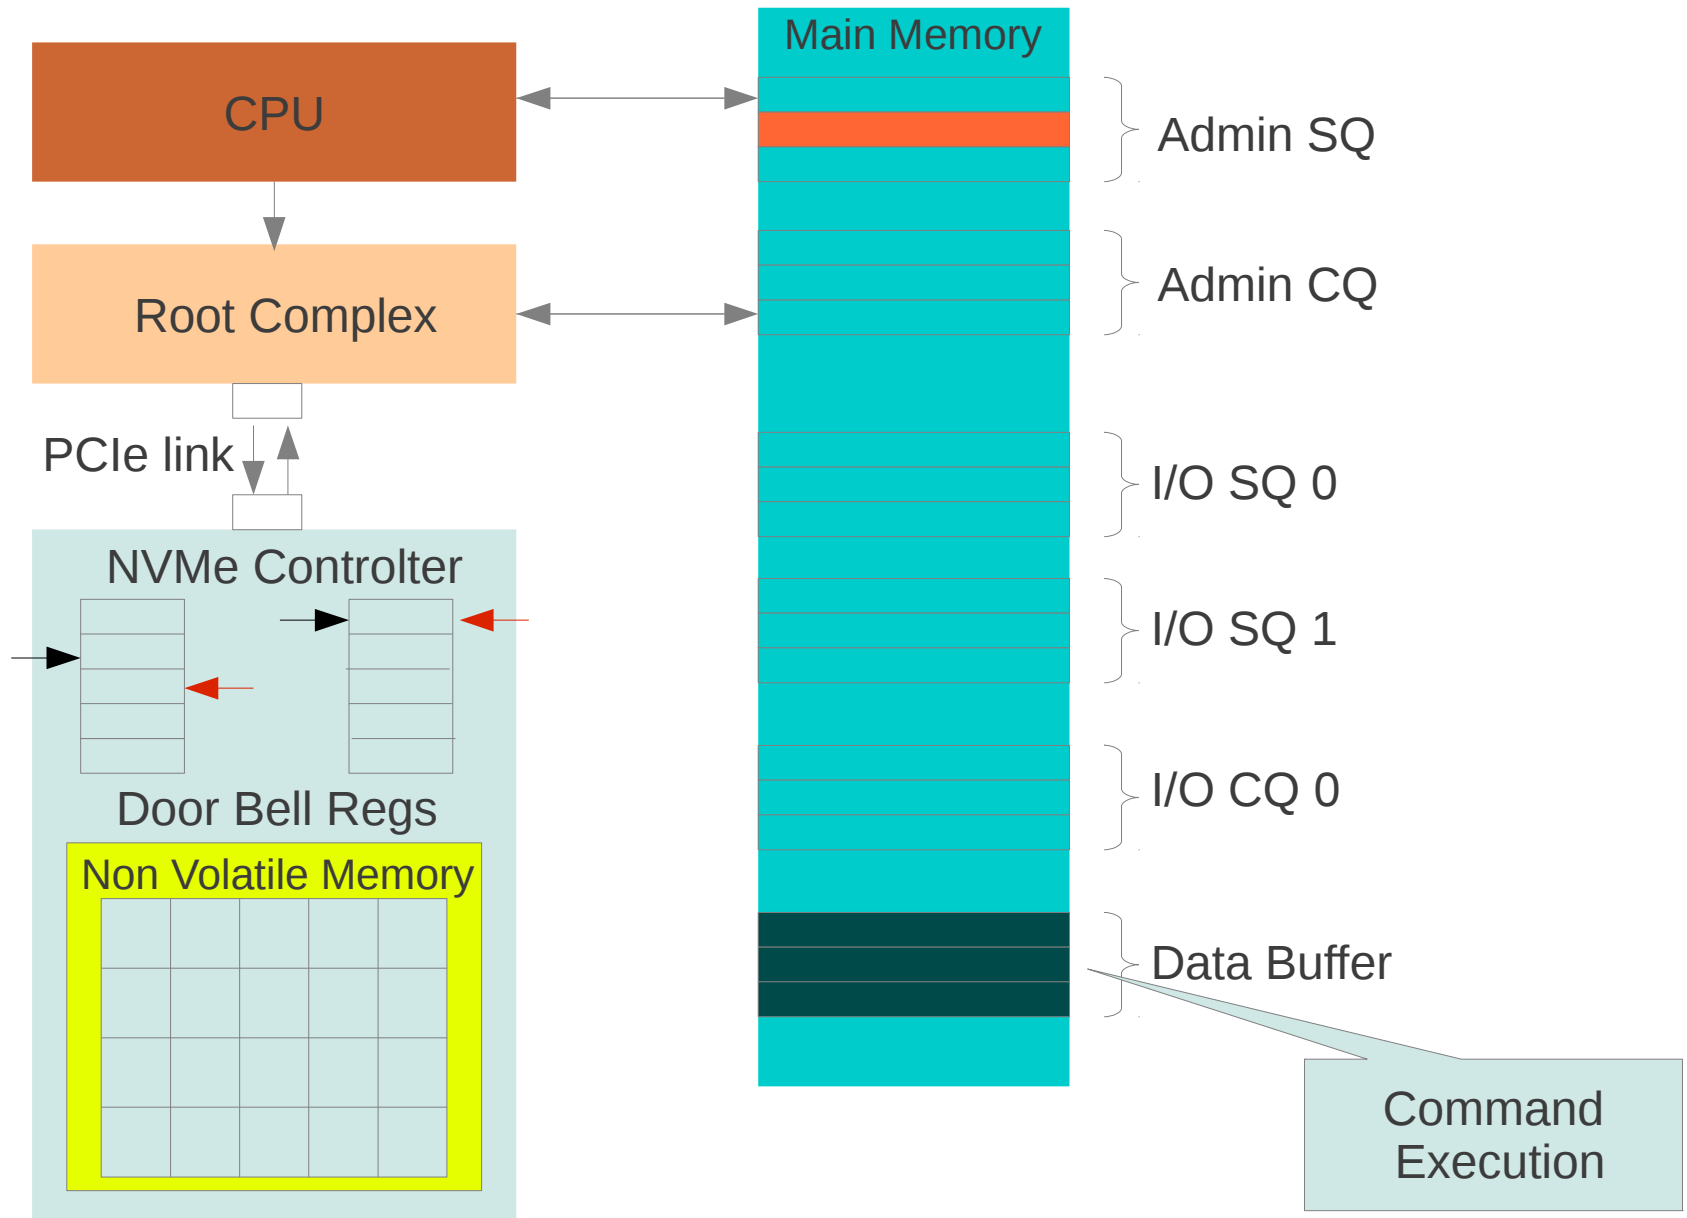 Main Memory
CPU
Admin SQ
Root Complex
Admin CQ
PCIe link
I/O SQ 0
NVMe Controlter
I/O SQ 1
Door Bell Regs
I/O CQ 0
Non Volatile Memory
Data Buffer
Command
Execution